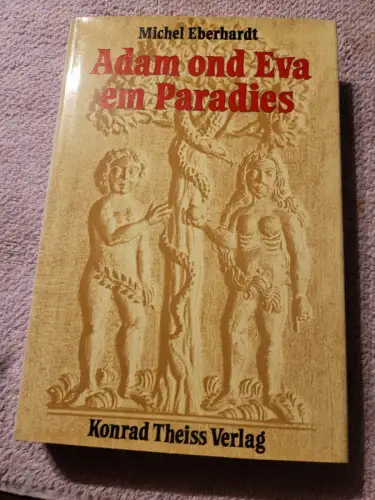 Michel Eberhardt
Adam ond Eva
em Paradies
Konrad Theiss Verlag